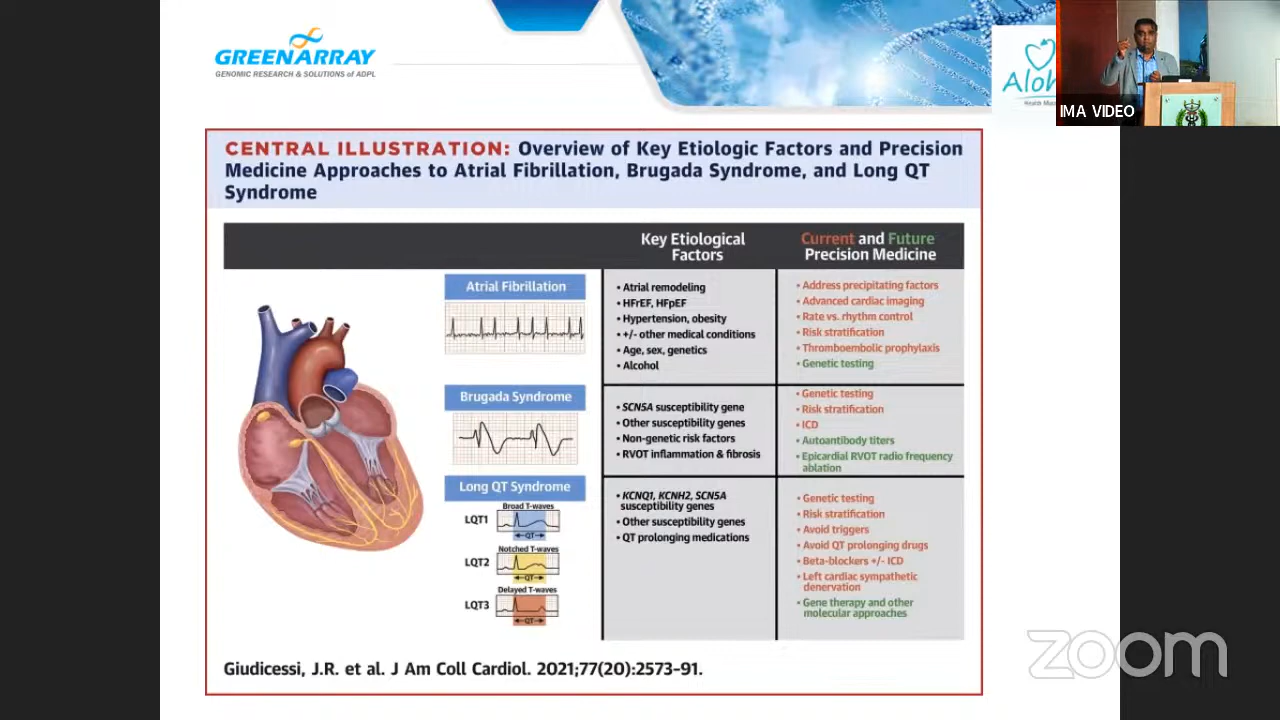 GREENARRAY
GENOMIC RESEARCH & SOLUTIONS of ADPL
IMA VIDEO
CENTRAL ILLUSTRATION: Overview of Key Etiologic Factors and Precision
Medicine Approaches to Atrial Fibrillation, Brugada Syndrome, and Long QT
Syndrome
Key Etiological
Factors
Current and Future
Precision Medicine
Atrial Fibrillation
• Atrial remodeling
• HFrEF, HFpEF
• Hypertension, obesity
• +/- other medical conditions
• Age, sex, genetics
• Alcohol
• Address precipitating factors
• Advanced cardiac imaging
• Rate vs. rhythm control
• Risk stratification
• Thromboembolic prophylaxis
• Genetic testing
Brugada Syndrome
• SCN5A susceptibility gene
• Other susceptibility genes
• Non-genetic risk factors
• RVOT inflammation & fibrosis
• Genetic testing
• Risk stratification
• ICD
• Autoantibody titers
• Epicardial RVOT radio frequency
ablation
Long QT Syndrome
Broad T-waves
LQT1
QT
Notched T-waves
LQT2
QT
Delayed T-waves
LQT3
QT
• KCNQ1, KCNH2, SCN5A
susceptibility genes
• Other susceptibility genes
• QT prolonging medications
• Genetic testing
• Risk stratification
• Avoid triggers
• Avoid QT prolonging drugs
• Beta-blockers +/- ICD
• Left cardiac sympathetic
denervation
• Gene therapy and other
molecular approaches
Giudicessi, J.R. et al. J Am Coll Cardiol. 2021;77(20):2573-91.
zoom